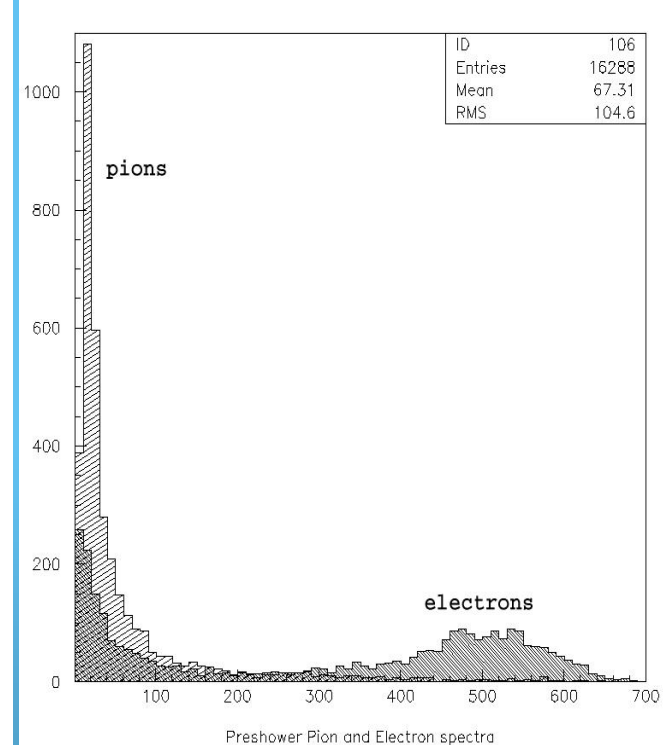 ID 106
Entries 16288
Mean 67.31
RMS 104.6
1000
pions
800
600
400
200
electrons
0
100 200 300 400 500 600 700
Preshower Pion and Electron spectra